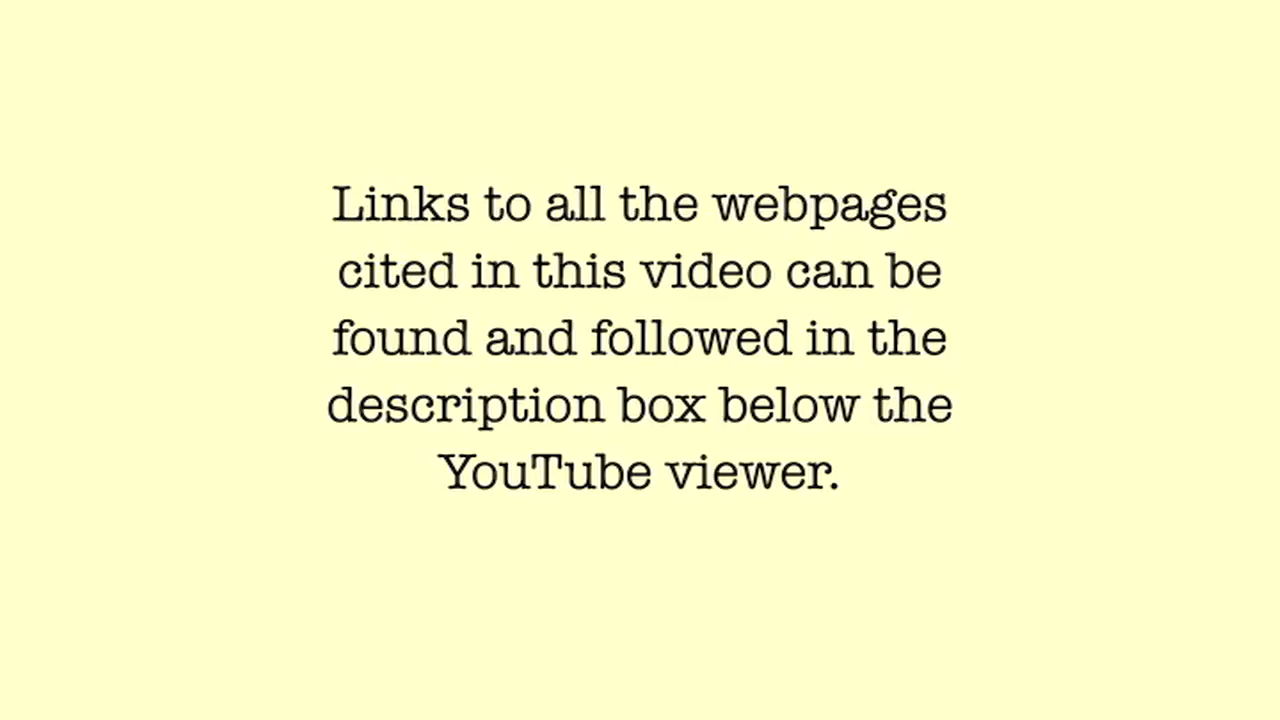 Links to all the webpages
cited in this video can be
found and followed in the
description box below the
YouTube viewer.